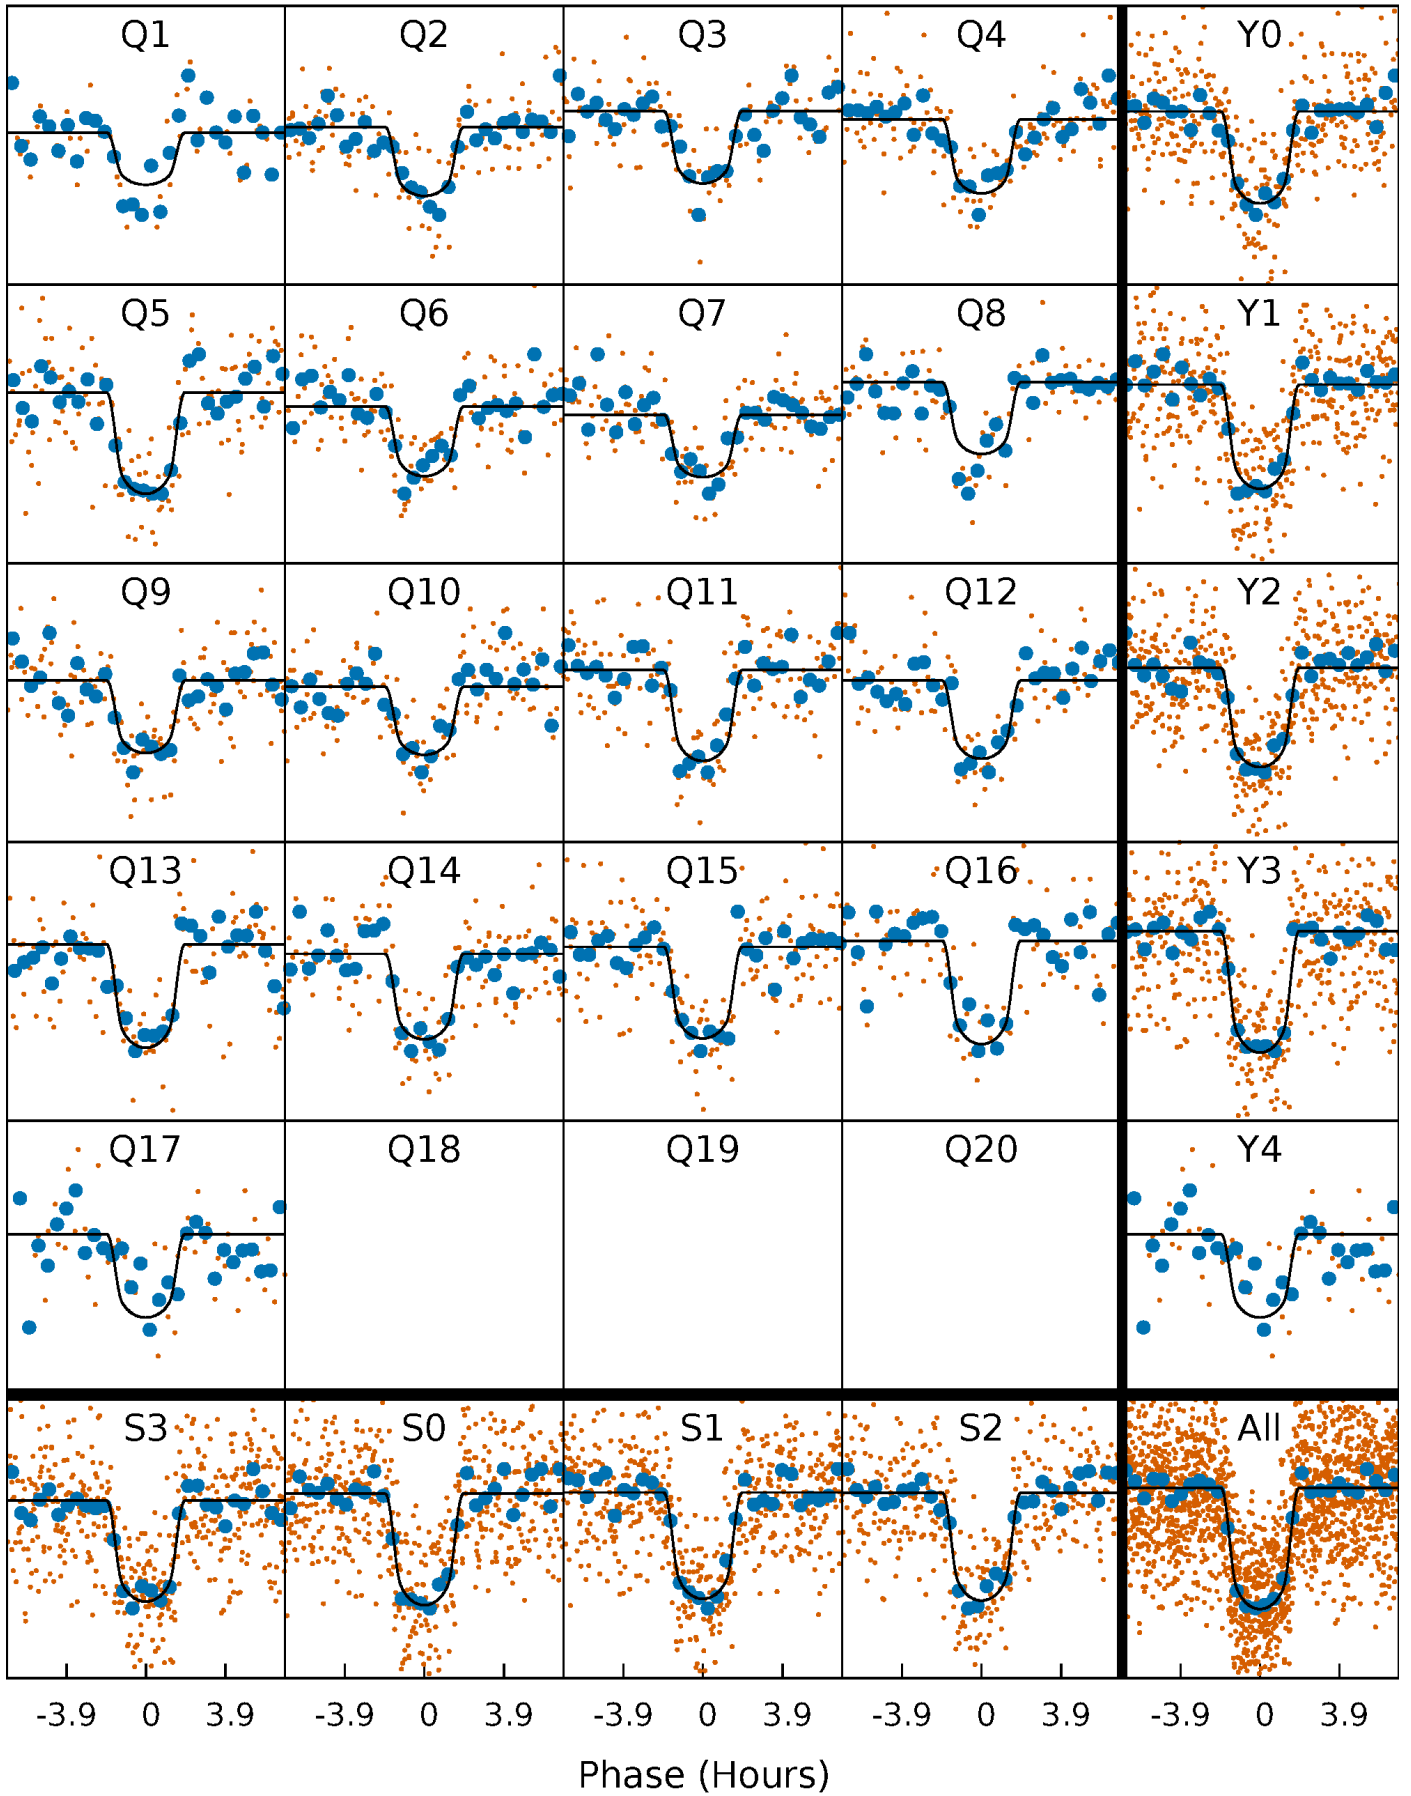 Q1 Q2 Q3 Q4 Y0
Q5 Q6 Q7 Q8 Y1
Q9 Q10 Q11 Q12 Y2
Q13 Q14 Q15 Q16 Y3
Q17 Q18 Q19 Q20 Y4
S3 S0 S1 S2 All
-3.9 0 3.9 -3.9 0 3.9 -3.9 0 3.9 -3.9 0 3.9 -3.9 0 3.9
Phase (Hours)